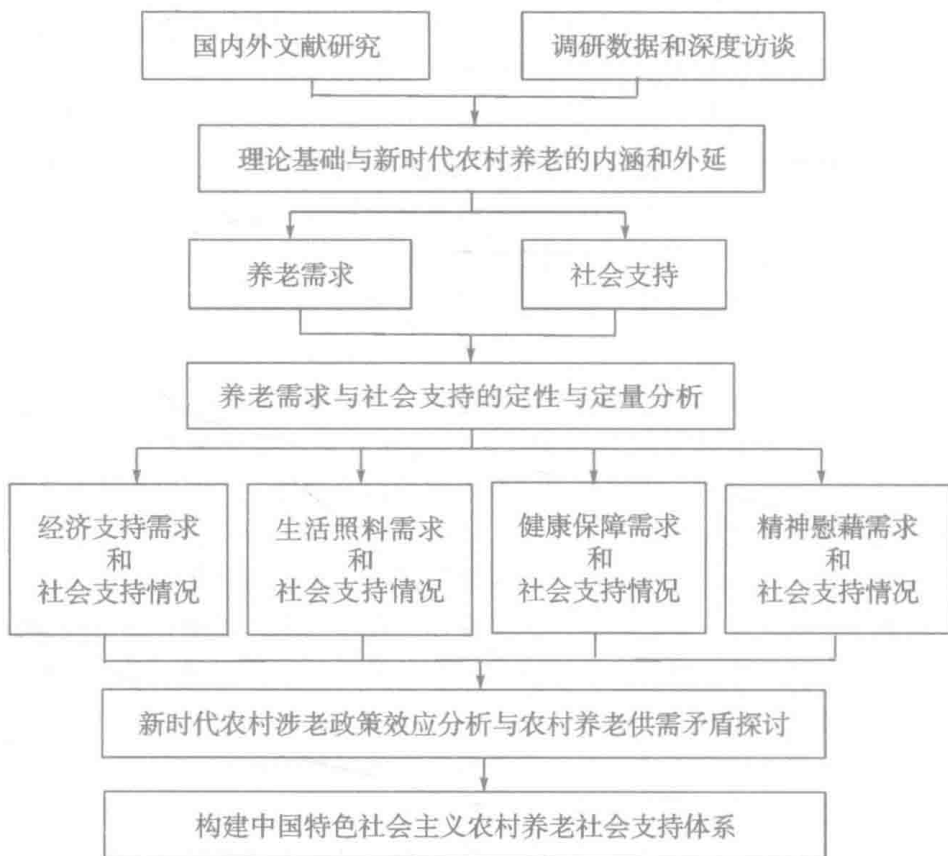 国内外文献研究
调研数据和深度访谈
理论基础与新时代农村养老的内涵和外延
养老需求
社会支持
养老需求与社会支持的定性与定量分析
经济支持需求
和
社会支持情况
生活照料需求
和
社会支持情况
健康保障需求
和
社会支持情况
精神慰藉需求
和
社会支持情况
新时代农村涉老政策效应分析与农村养老供需矛盾探讨
构建中国特色社会主义农村养老社会支持体系